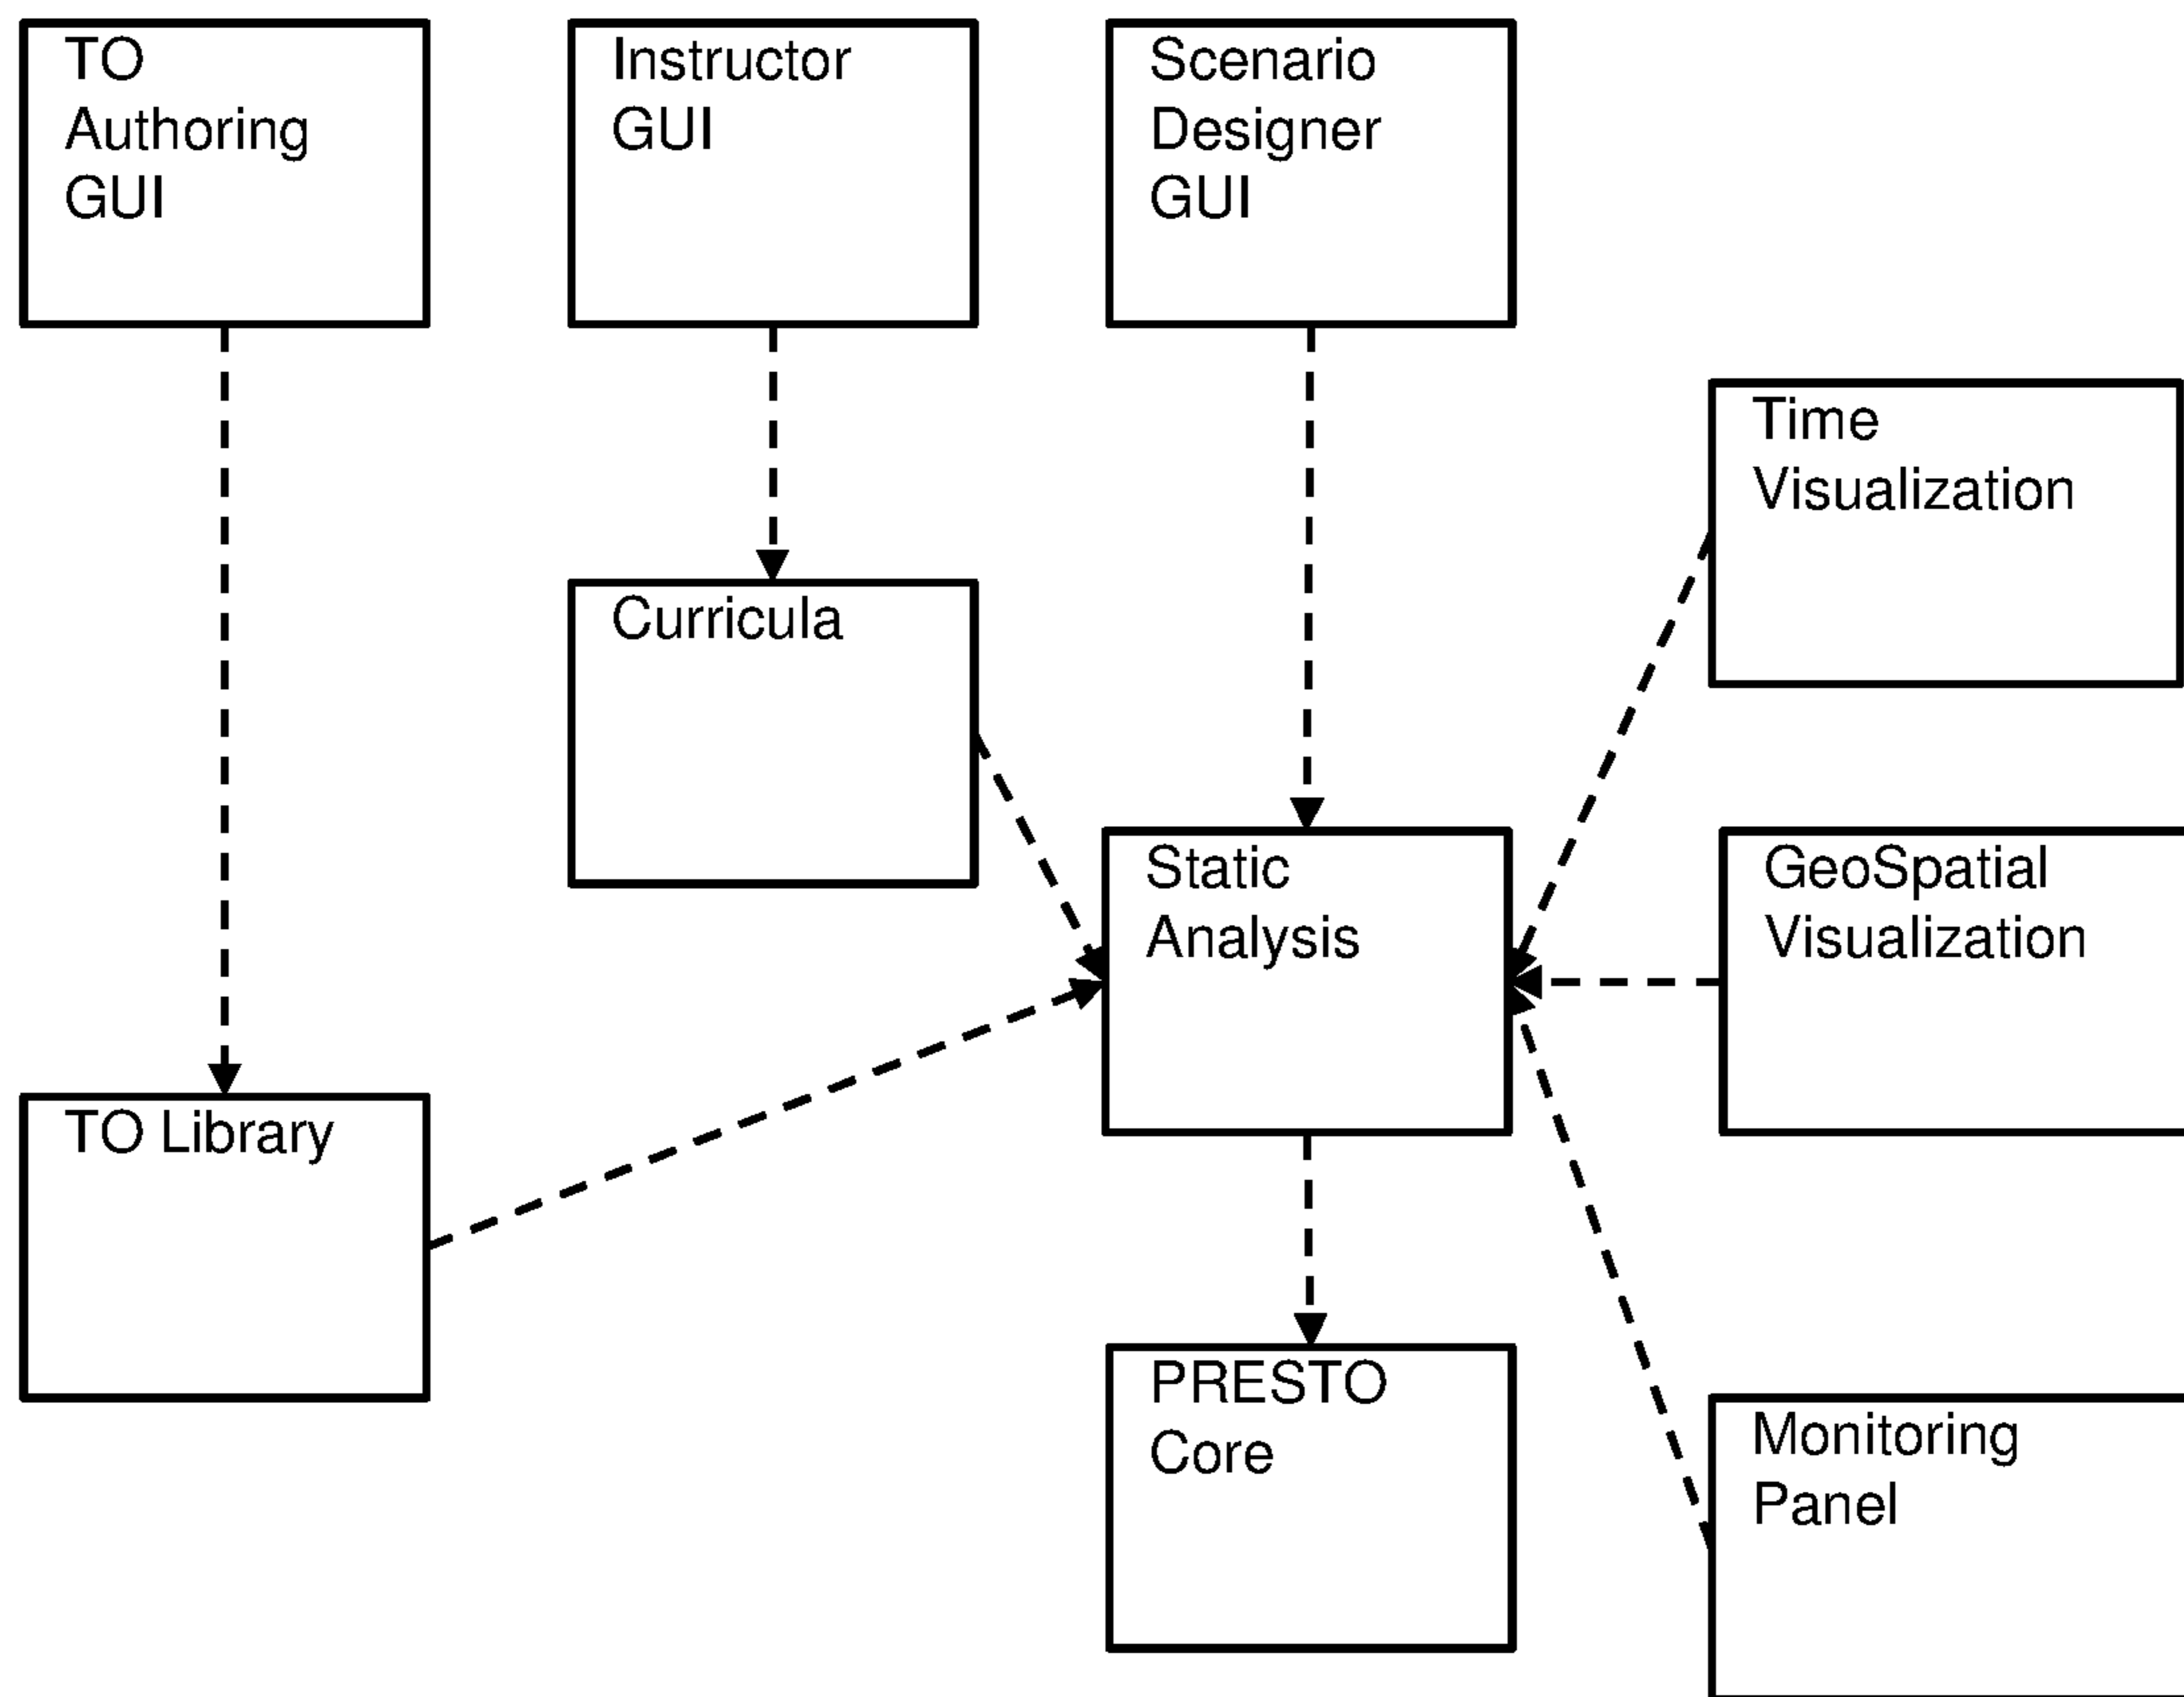 TO
Authoring
GUI
Instructor
GUI
Scenario
Designer
GUI
Time
Visualization
Curricula
Static
Analysis
GeoSpatial
Visualization
TO Library
PRESTO
Core
Monitoring
Panel